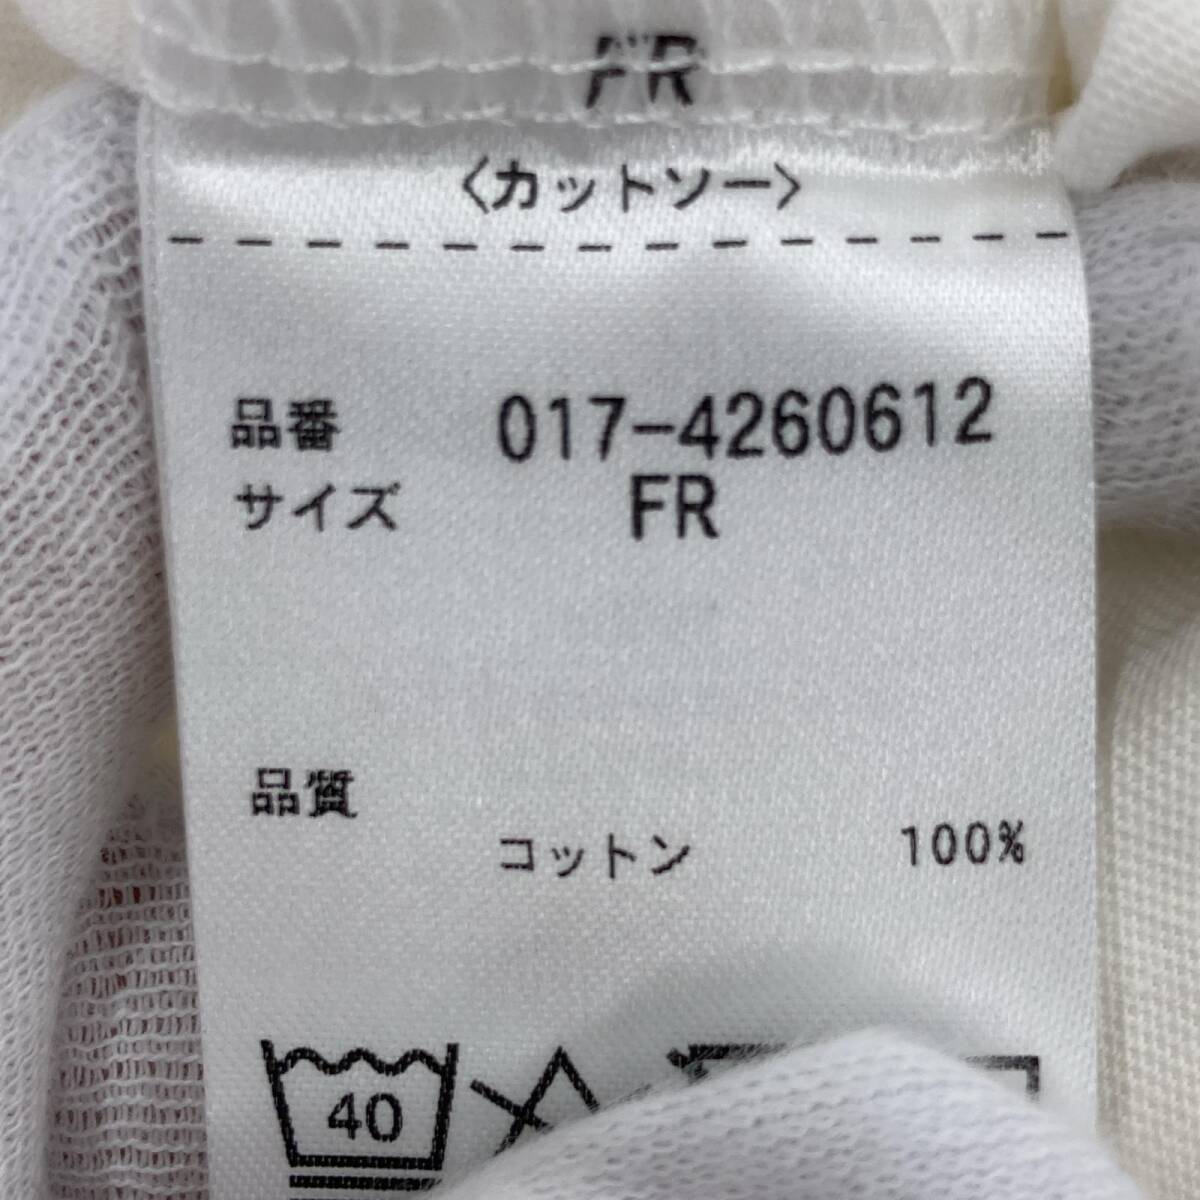 FR
〈カットソー〉
品番 017-4260612
サイズ FR
品質
コットン 100%
40